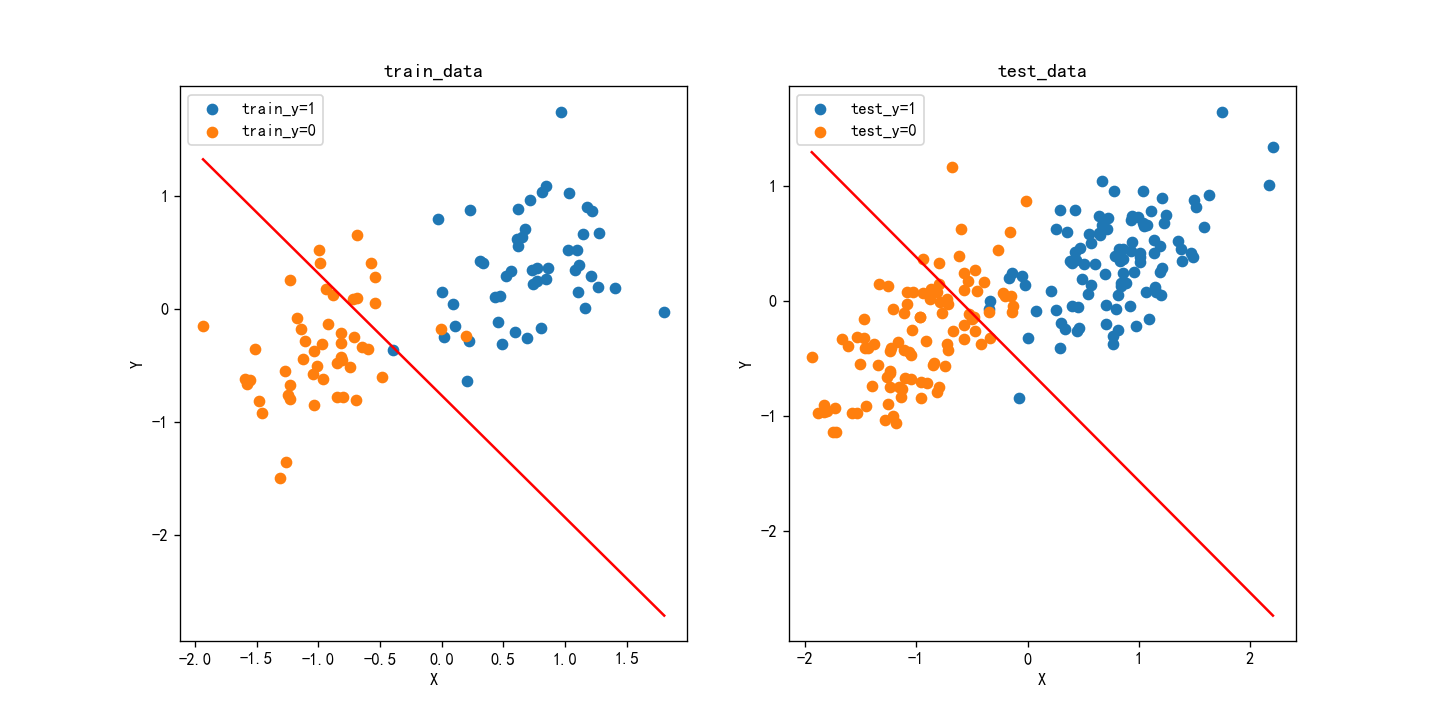 train_data
train_y=1
train_y=0
1
0
−1
−2
Y
−2.0 −1.5 −1.0 −0.5 0.0 0.5 1.0 1.5
X
test_data
test_y=1
test_y=0
1
0
−1
−2
Y
−2 −1 0 1 2
X